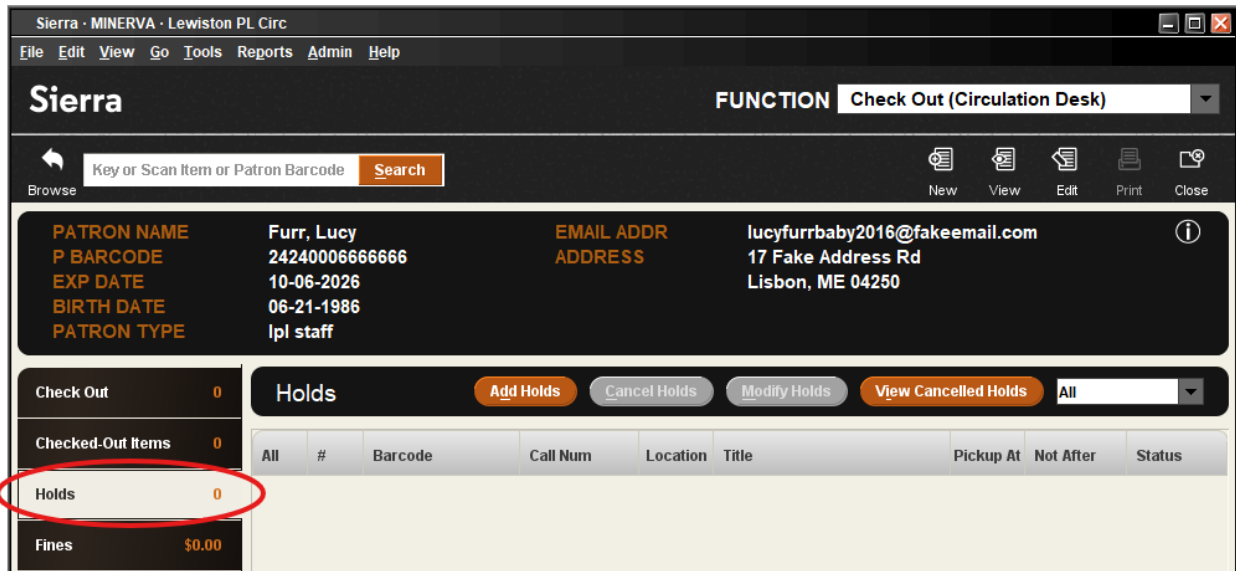 Sierra · MINERVA · Lewiston PL Circ
File Edit View Go Tools Reports Admin Help
Sierra
FUNCTION Check Out (Circulation Desk)
Browse
Key or Scan Item or Patron Barcode Search
New View Edit Print Close
PATRON NAME Furr, Lucy EMAIL ADDR lucyfurrbaby2016@fakeemail.com
P BARCODE 24240006666666 ADDRESS 17 Fake Address Rd
EXP DATE 10-06-2026 Lisbon, ME 04250
BIRTH DATE 06-21-1986
PATRON TYPE lpl staff
Check Out 0
Holds Add Holds Cancel Holds Modify Holds View Cancelled Holds All
Checked-Out Items 0
All # Barcode Call Num Location Title Pickup At Not After Status
Holds 0
Fines $0.00